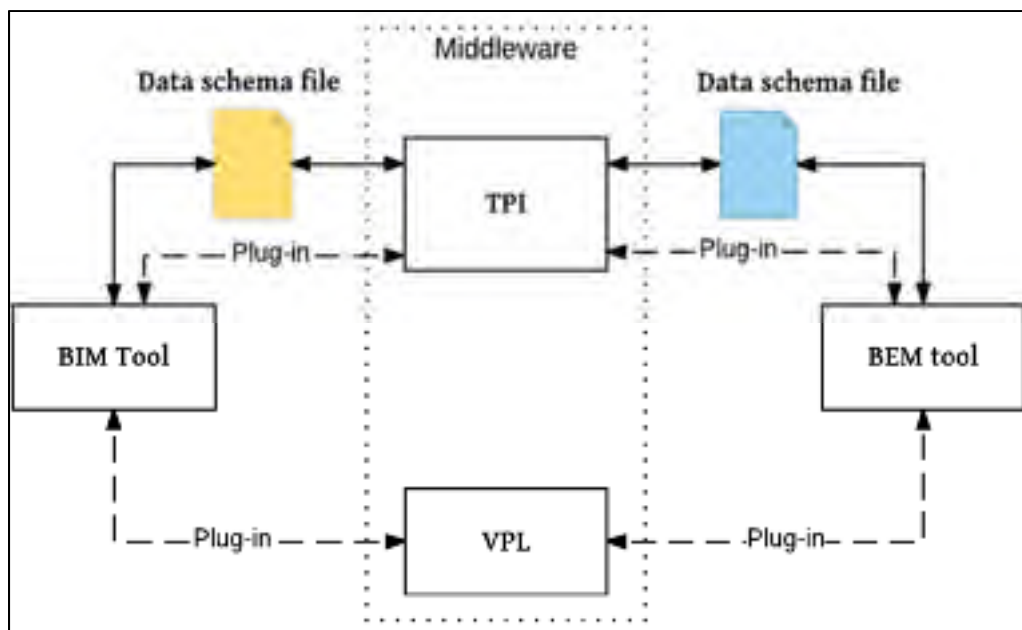 Middleware
Data schema file
Data schema file
TPI
Plug-in
Plug-in
BIM Tool
BEM tool
Plug-in
VPL
Plug-in